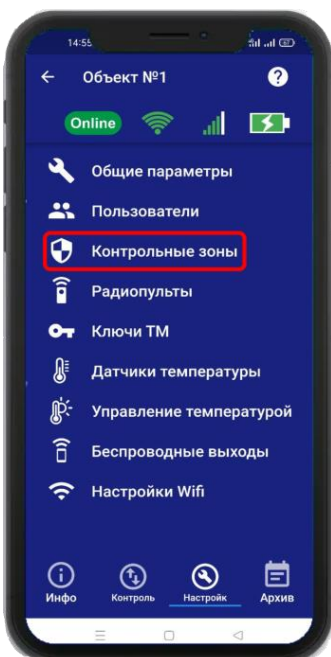 14:55
Объект №1
?
Online
Общие параметры
Пользователи
Контрольные зоны
Радиопульты
Ключи ТМ
Датчики температуры
Управление температурой
Беспроводные выходы
Настройки Wifi
Инфо Контроль Настройк Архив